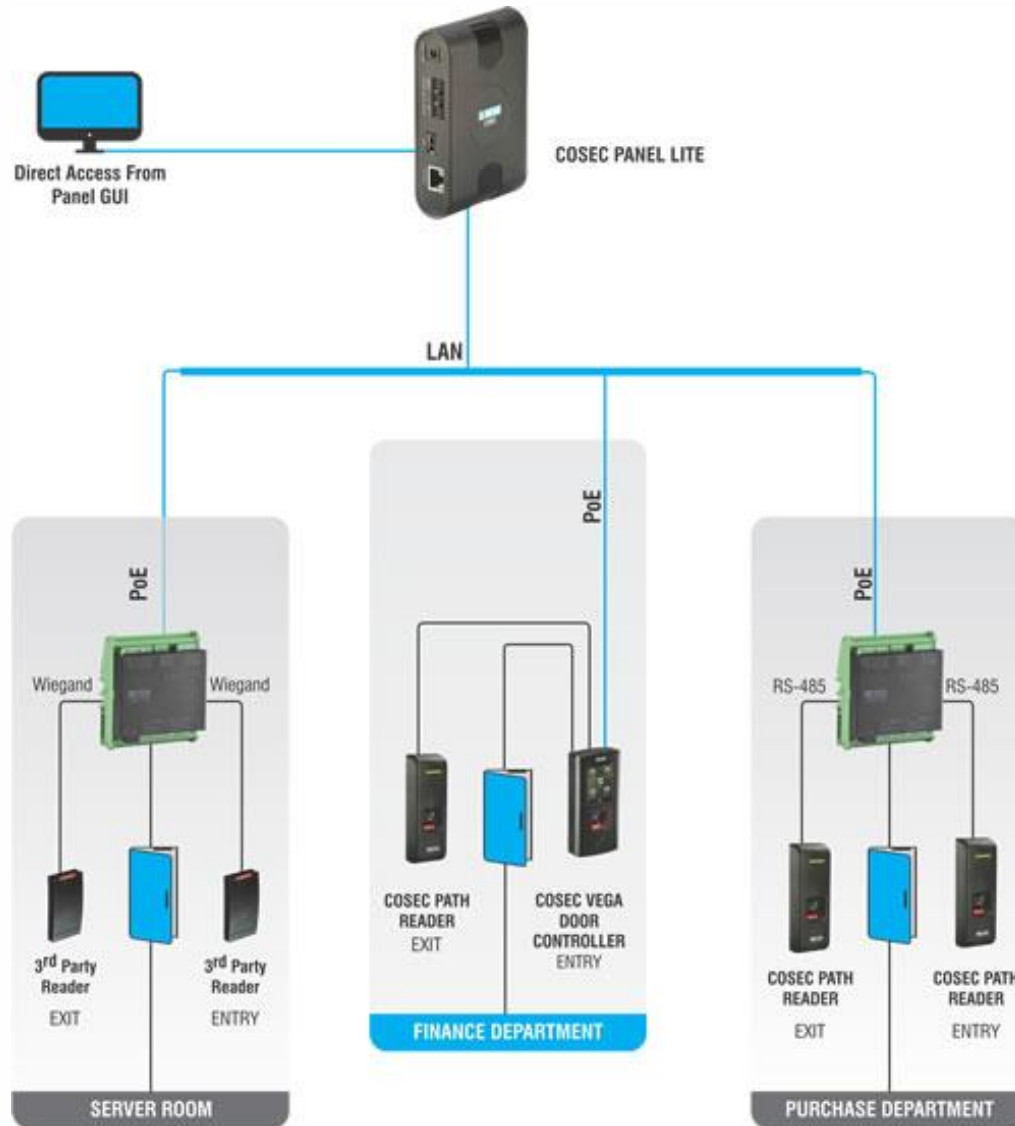 COSEC PANEL LITE
Direct Access From
Panel GUI
LAN
PoE
PoE
PoE
Wiegand
Wiegand
RS-485
RS-485
3rd Party
Reader
EXIT
3rd Party
Reader
ENTRY
COSEC PATH
READER
EXIT
COSEC VEGA
DOOR
CONTROLLER
ENTRY
COSEC PATH
READER
EXIT
COSEC PATH
READER
ENTRY
SERVER ROOM
FINANCE DEPARTMENT
PURCHASE DEPARTMENT